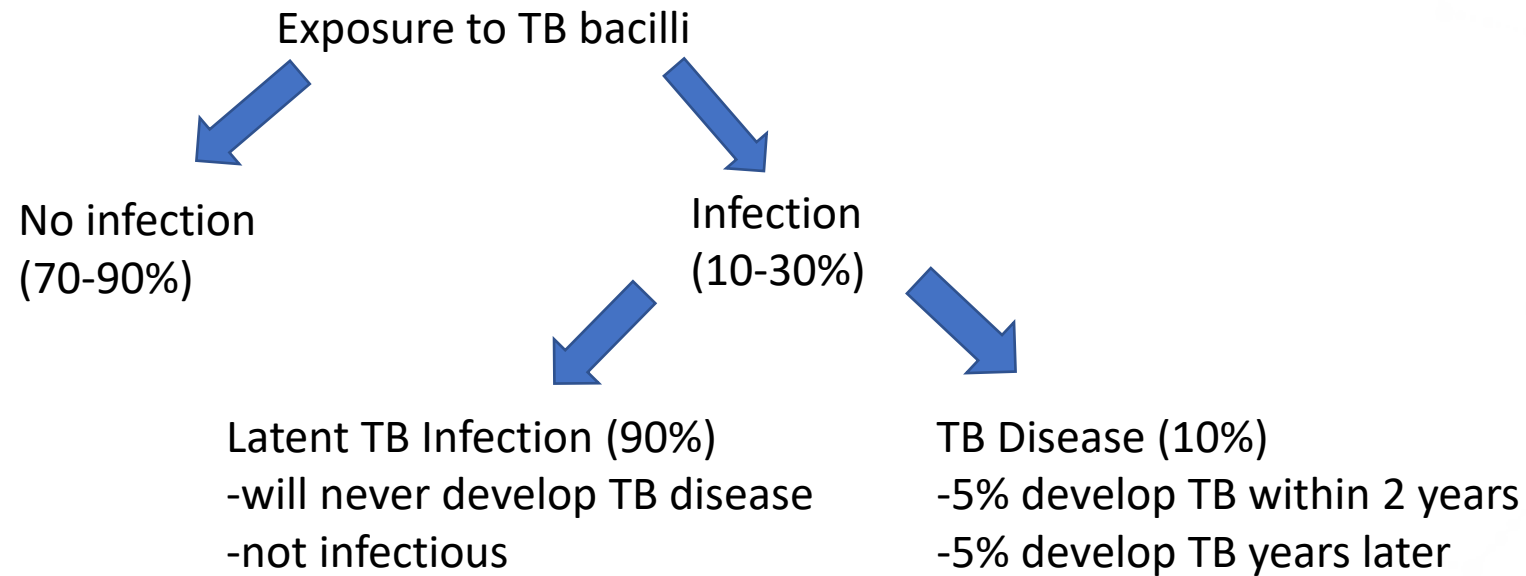 Exposure to TB bacilli
No infection
(70-90%)
Infection
(10-30%)
Latent TB Infection (90%)
-will never develop TB disease
-not infectious
TB Disease (10%)
-5% develop TB within 2 years
-5% develop TB years later